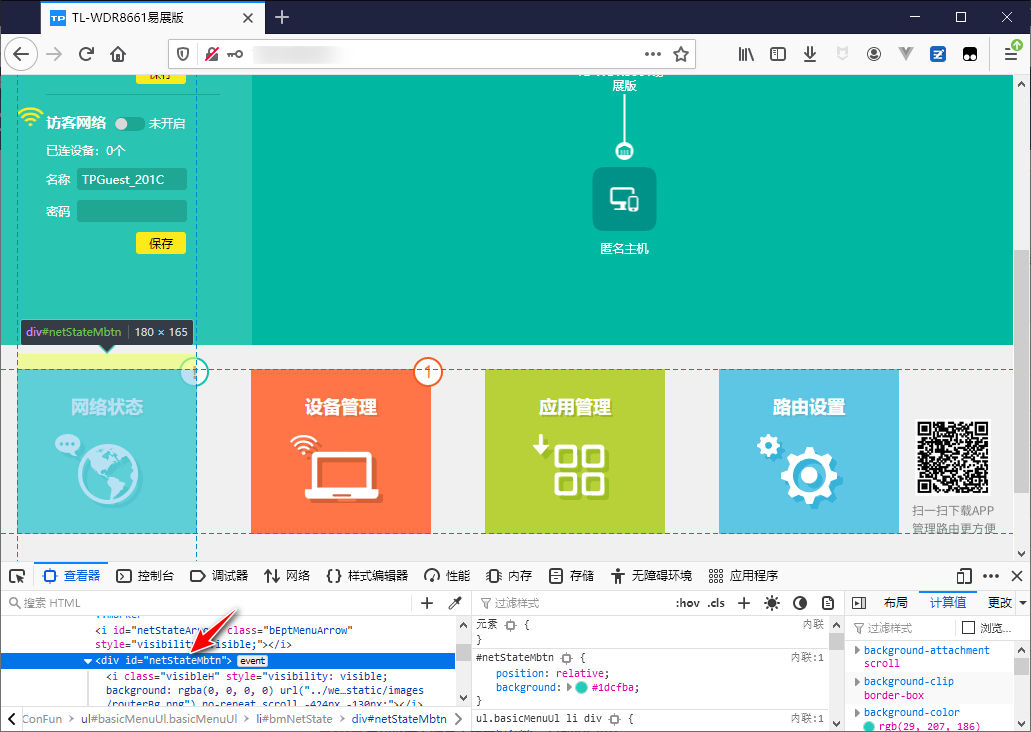 TP TL-WDR8661易展版
展版
访客网络 未开启
已连设备：0个
名称 TPGuest_201C
密码
保存
匿名主机
div#netStateMbtn 180 × 165
!
1
网络状态
设备管理
应用管理
路由设置
扫一扫下载APP
管理路由更方便
查看器 控制台 调试器 网络 {} 样式编辑器 性能 内存 存储 无障碍环境 应用程序
搜索 HTML
过滤样式 :hov .cls
布局 计算值 更改
<i id="netStateArrow" class="bEptMenuArrow"
style="visibility: visible;"></i>
<div id="netStateMbtn"> event
<i class="visibleH" style="visibility: visible;
background: rgba(0, 0, 0, 0) url("../we…static/images
/routerBg.png") no-repeat scroll -424px -130px;"></i>
ConFun ul#basicMenuUl.basicMenuUl li#bmNetState div#netStateMbtn
元素 { 内联
}
#netStateMbtn { 内联:1
position: relative;
background: #1dcfba;
}
ul.basicMenuUl li div { 内联:1
过滤样式 浏览…
background-attachment
scroll
background-clip
border-box
background-color
rgb(29, 207, 186)